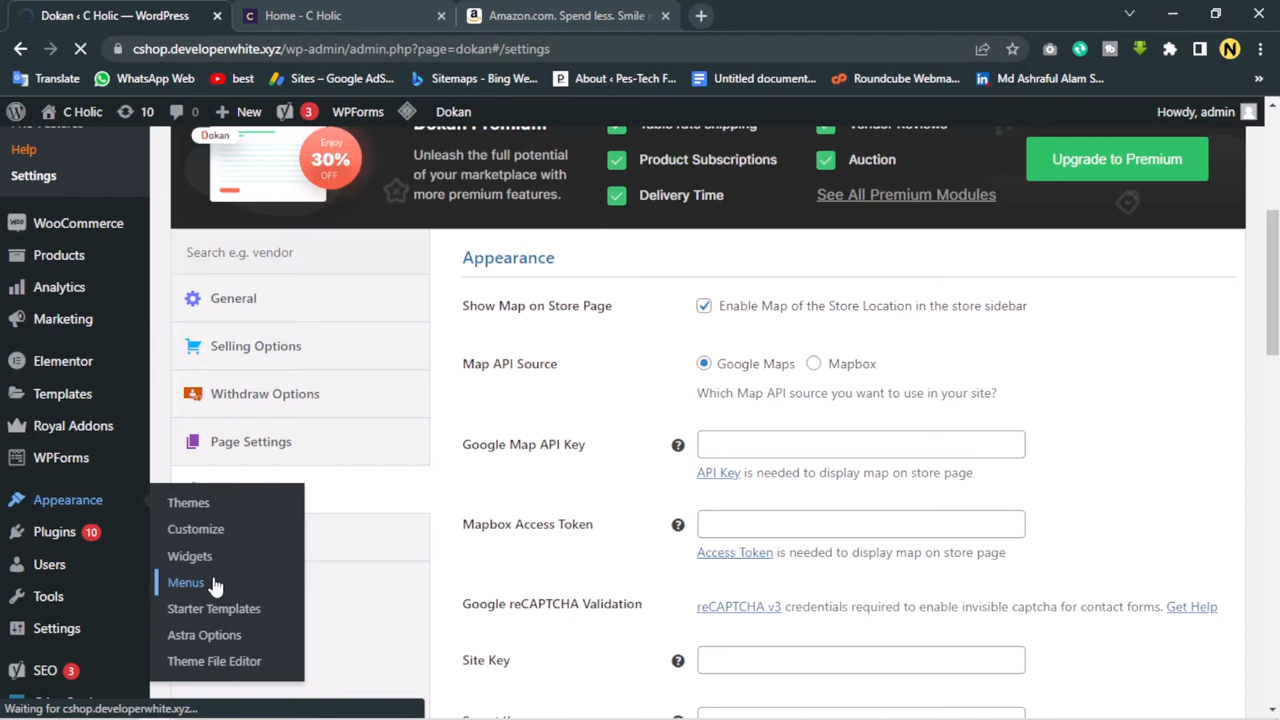 Dokan ‹ C Holic — WordPress
Home - C Holic
Amazon.com. Spend less. Smile
cshop.developerwhite.xyz/wp-admin/admin.php?page=dokan#/settings
Translate
WhatsApp Web
best
Sites – Google AdS...
Sitemaps - Bing We...
About ‹ Pes-Tech F...
Untitled document...
Roundcube Webma...
Md Ashraful Alam S...
»
C Holic
10
New
3
WPForms
Dokan
Howdy, admin
Help
Settings
WooCommerce
Products
Analytics
Marketing
Elementor
Templates
Royal Addons
WPForms
Appearance
Plugins 10
Users
Tools
Settings
SEO 3
Themes
Customize
Widgets
Menus
Starter Templates
Astra Options
Theme File Editor
Dokan
Enjoy
30%
OFF
Dokan Premium
Unleash the full potential
of your marketplace with
more premium features.
Table rate Shipping
Product Subscriptions
Delivery Time
Vendor Reviews
Auction
See All Premium Modules
Upgrade to Premium
Search e.g. vendor
General
Selling Options
Withdraw Options
Page Settings
Appearance
Show Map on Store Page
Enable Map of the Store Location in the store sidebar
Map API Source
Google Maps
Mapbox
Which Map API source you want to use in your site?
Google Map API Key
API Key is needed to display map on store page
Mapbox Access Token
Access Token is needed to display map on store page
Google reCAPTCHA Validation
reCAPTCHA v3 credentials required to enable invisible captcha for contact forms. Get Help
Site Key
Waiting for cshop.developerwhite.xyz...